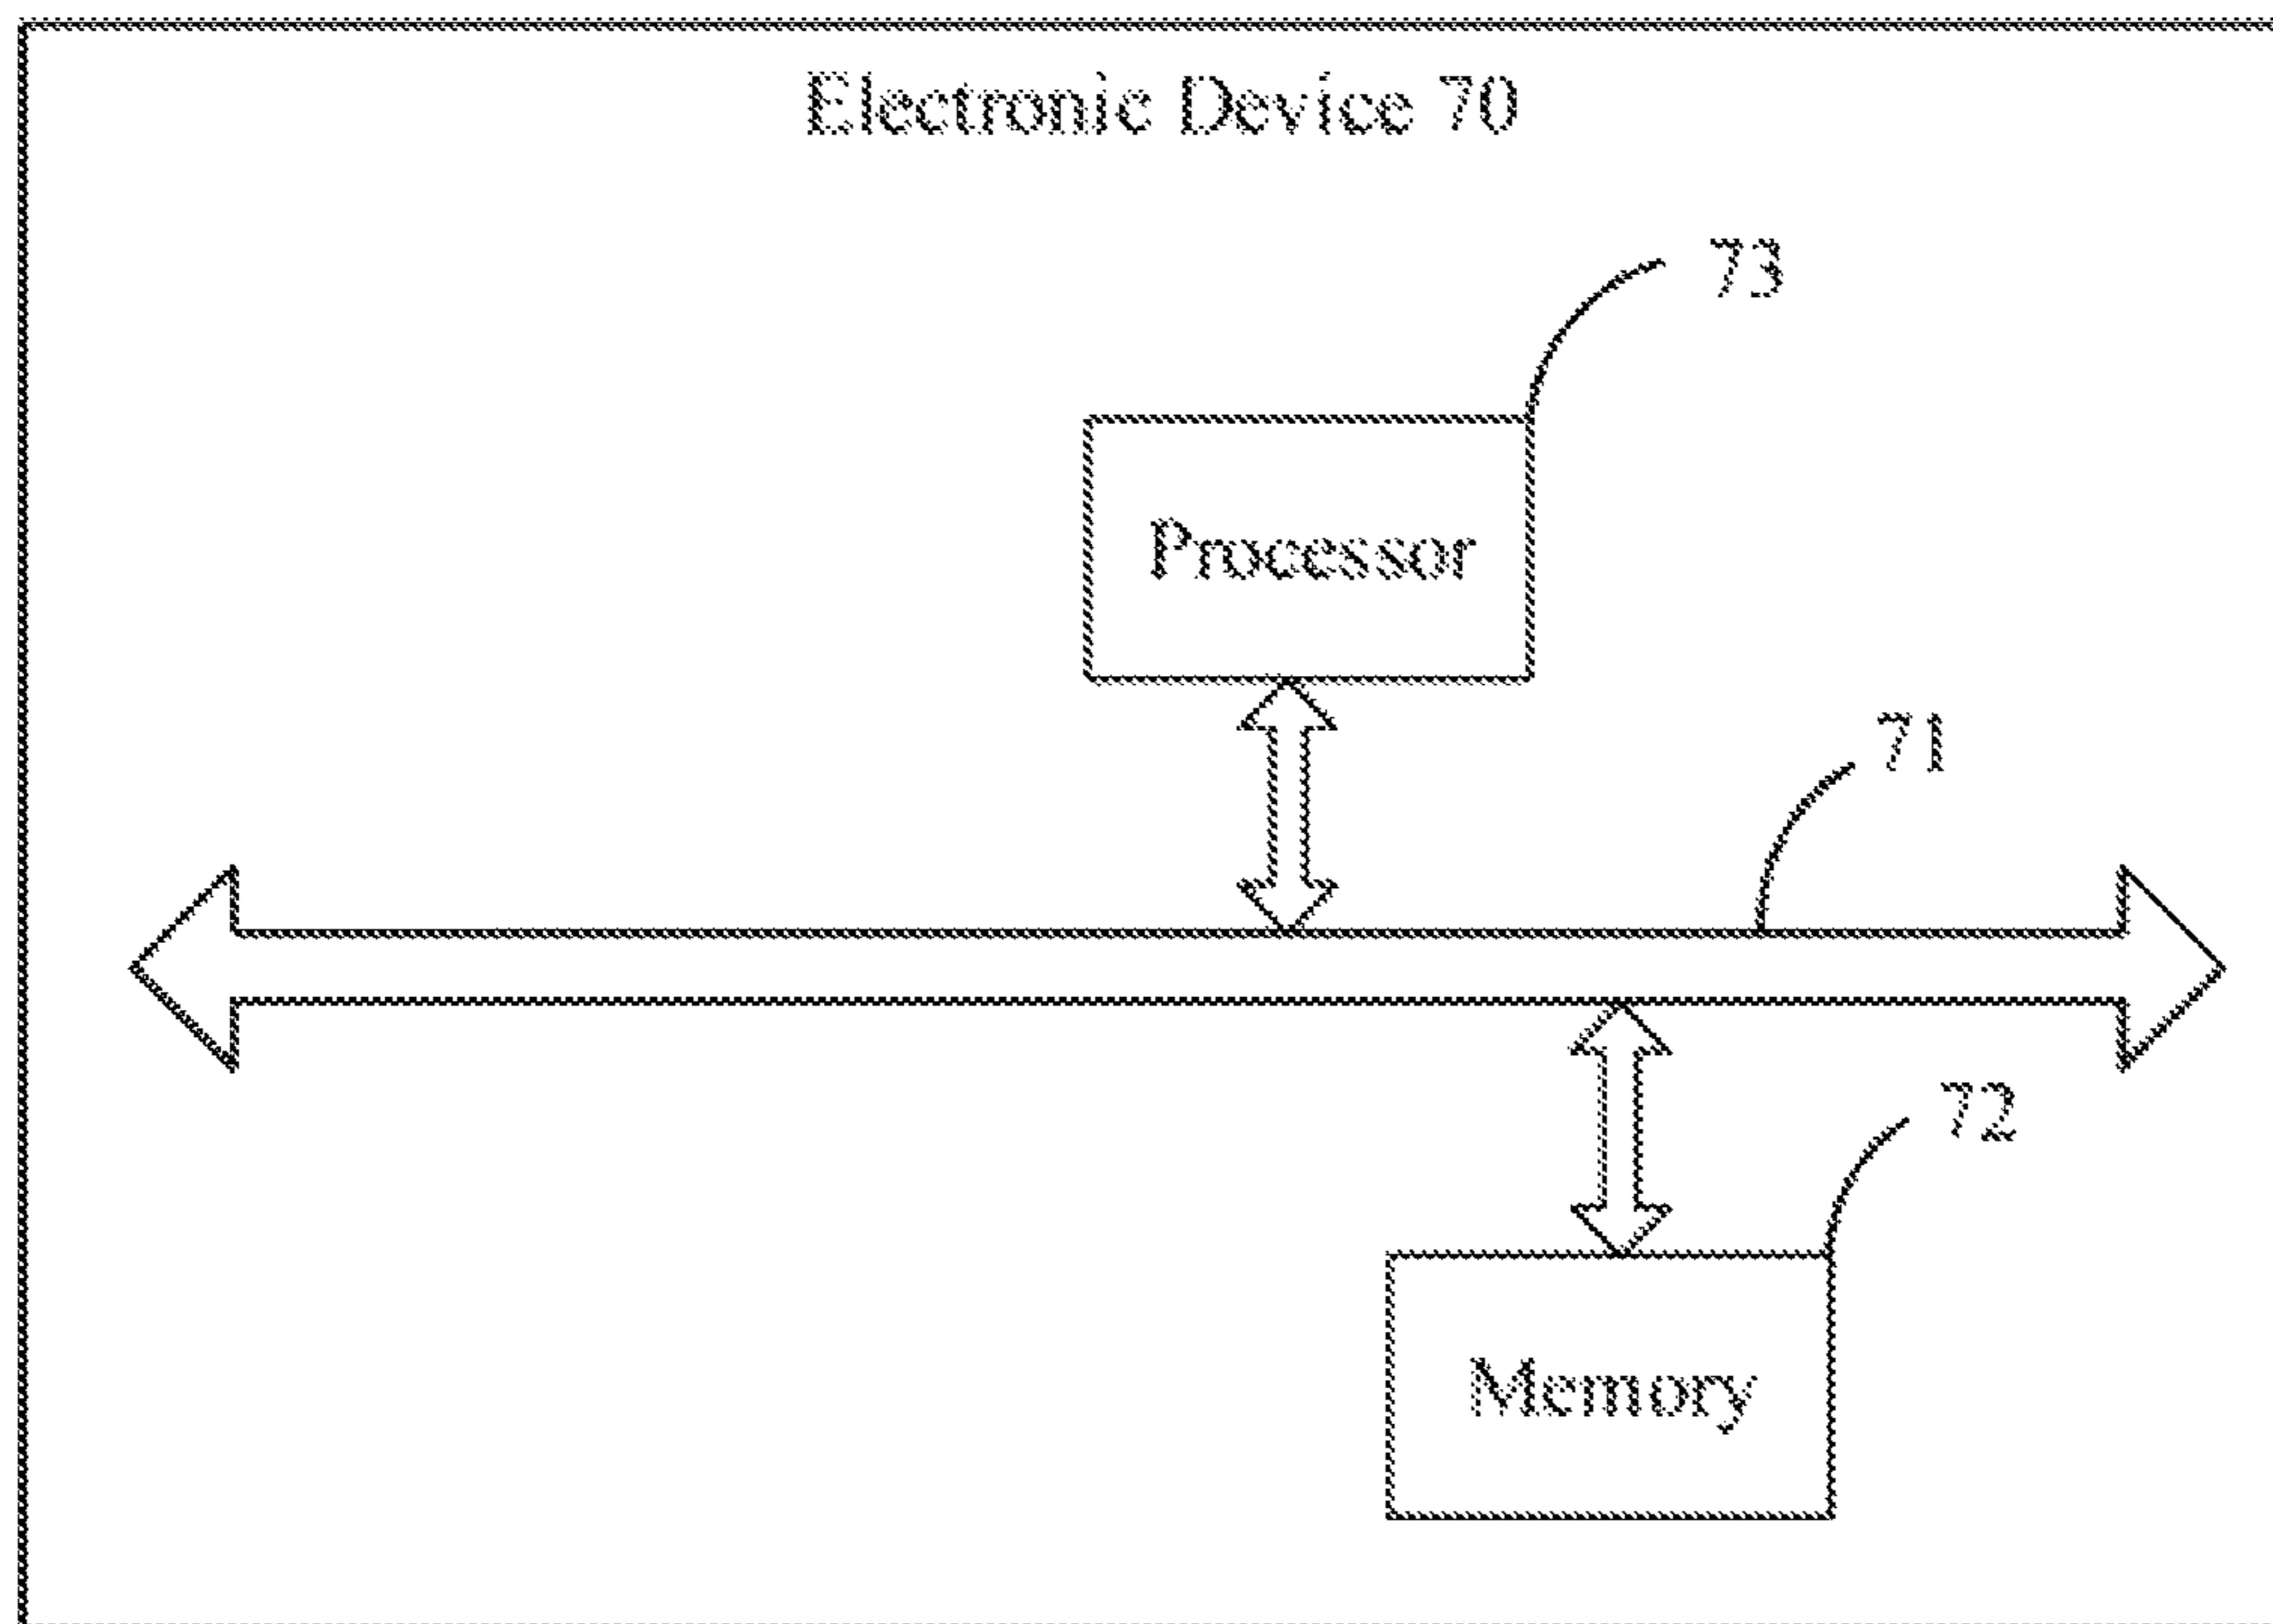 Electronic Device 70
73
Processor
71
72
Memory